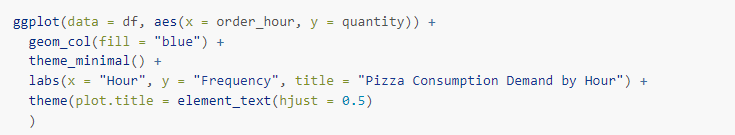 ggplot(data = df, aes(x = order_hour, y = quantity)) +
  geom_col(fill = "blue") +
  theme_minimal() +
  labs(x = "Hour", y = "Frequency", title = "Pizza Consumption Demand by Hour") +
  theme(plot.title = element_text(hjust = 0.5)
  )